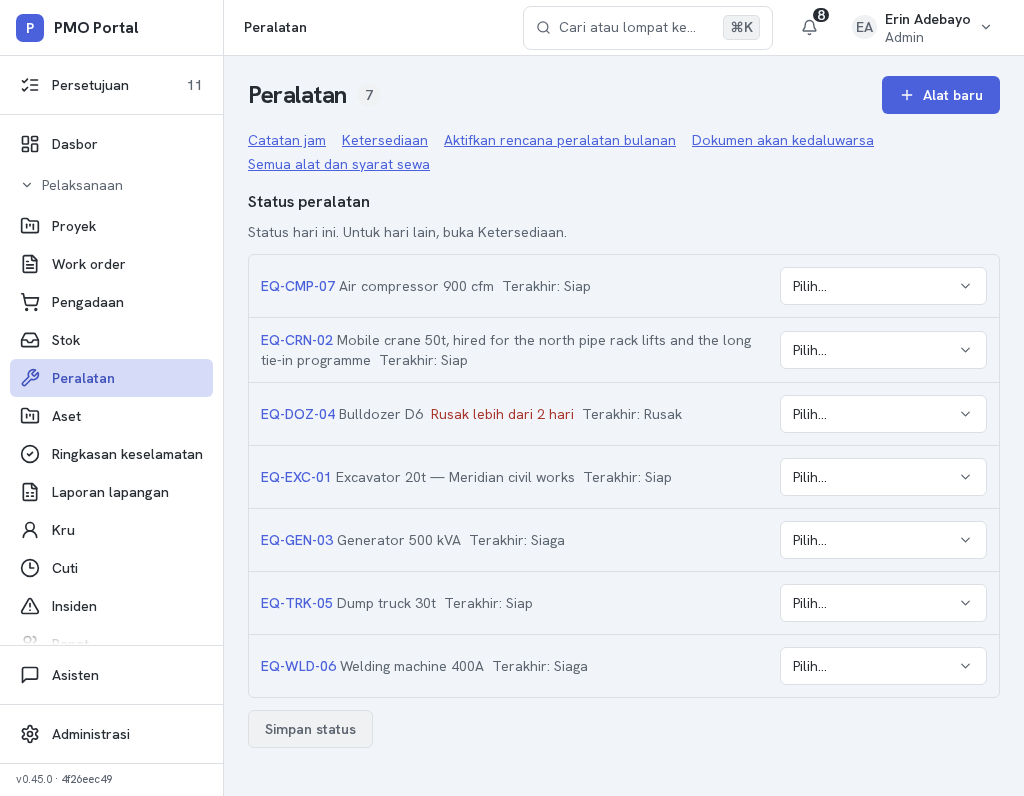 P PMO Portal
Peralatan
Cari atau lompat ke...
⌘K
8
EA
Erin Adebayo
Admin
Persetujuan 11
Dasbor
Pelaksanaan
Proyek
Work order
Pengadaan
Stok
Peralatan
Aset
Ringkasan keselamatan
Laporan lapangan
Kru
Cuti
Insiden
Asisten
Administrasi
v0.45.0 · 4f26eec49
Peralatan 7
Alat baru
Catatan jam Ketersediaan Aktifkan rencana peralatan bulanan Dokumen akan kedaluwarsa
Semua alat dan syarat sewa
Status peralatan
Status hari ini. Untuk hari lain, buka Ketersediaan.
EQ-CMP-07 Air compressor 900 cfm Terakhir: Siap
Pilih...
EQ-CRN-02 Mobile crane 50t, hired for the north pipe rack lifts and the long
tie-in programme Terakhir: Siap
Pilih...
EQ-DOZ-04 Bulldozer D6 Rusak lebih dari 2 hari Terakhir: Rusak
Pilih...
EQ-EXC-01 Excavator 20t — Meridian civil works Terakhir: Siap
Pilih...
EQ-GEN-03 Generator 500 kVA Terakhir: Siaga
Pilih...
EQ-TRK-05 Dump truck 30t Terakhir: Siap
Pilih...
EQ-WLD-06 Welding machine 400A Terakhir: Siaga
Pilih...
Simpan status